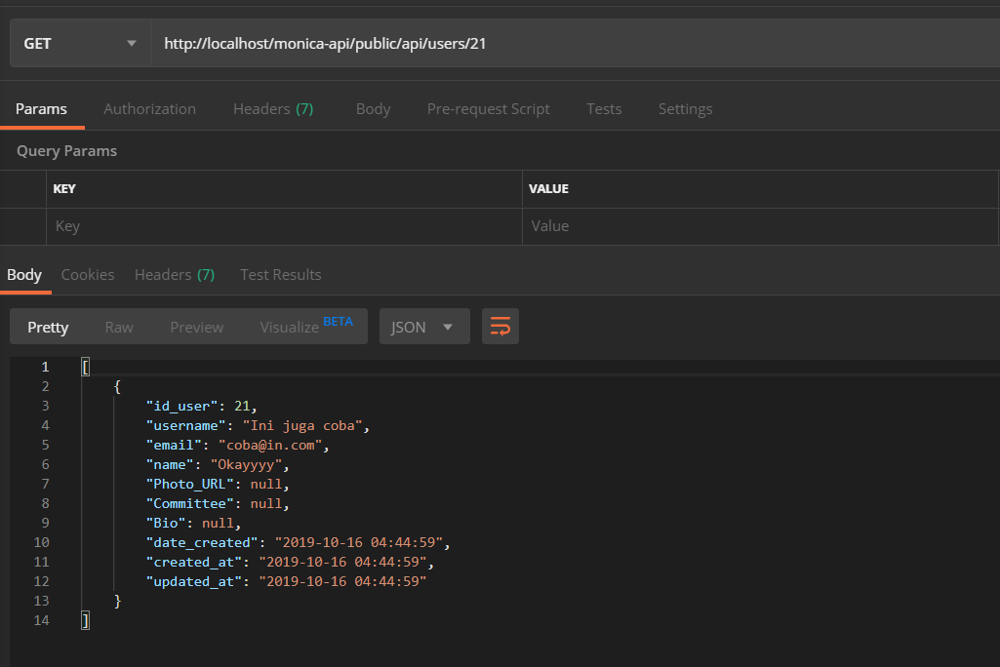 GET http://localhost/monica-api/public/api/users/21
Params Authorization Headers (7) Body Pre-request Script Tests Settings
Query Params
KEY VALUE
Key Value
Body Cookies Headers (7) Test Results
Pretty Raw Preview Visualize BETA JSON
1 [
2 {
3 "id_user": 21,
4 "username": "Ini juga coba",
5 "email": "coba@in.com",
6 "name": "Okayyyy",
7 "Photo_URL": null,
8 "Committee": null,
9 "Bio": null,
10 "date_created": "2019-10-16 04:44:59",
11 "created_at": "2019-10-16 04:44:59",
12 "updated_at": "2019-10-16 04:44:59"
13 }
14 ]